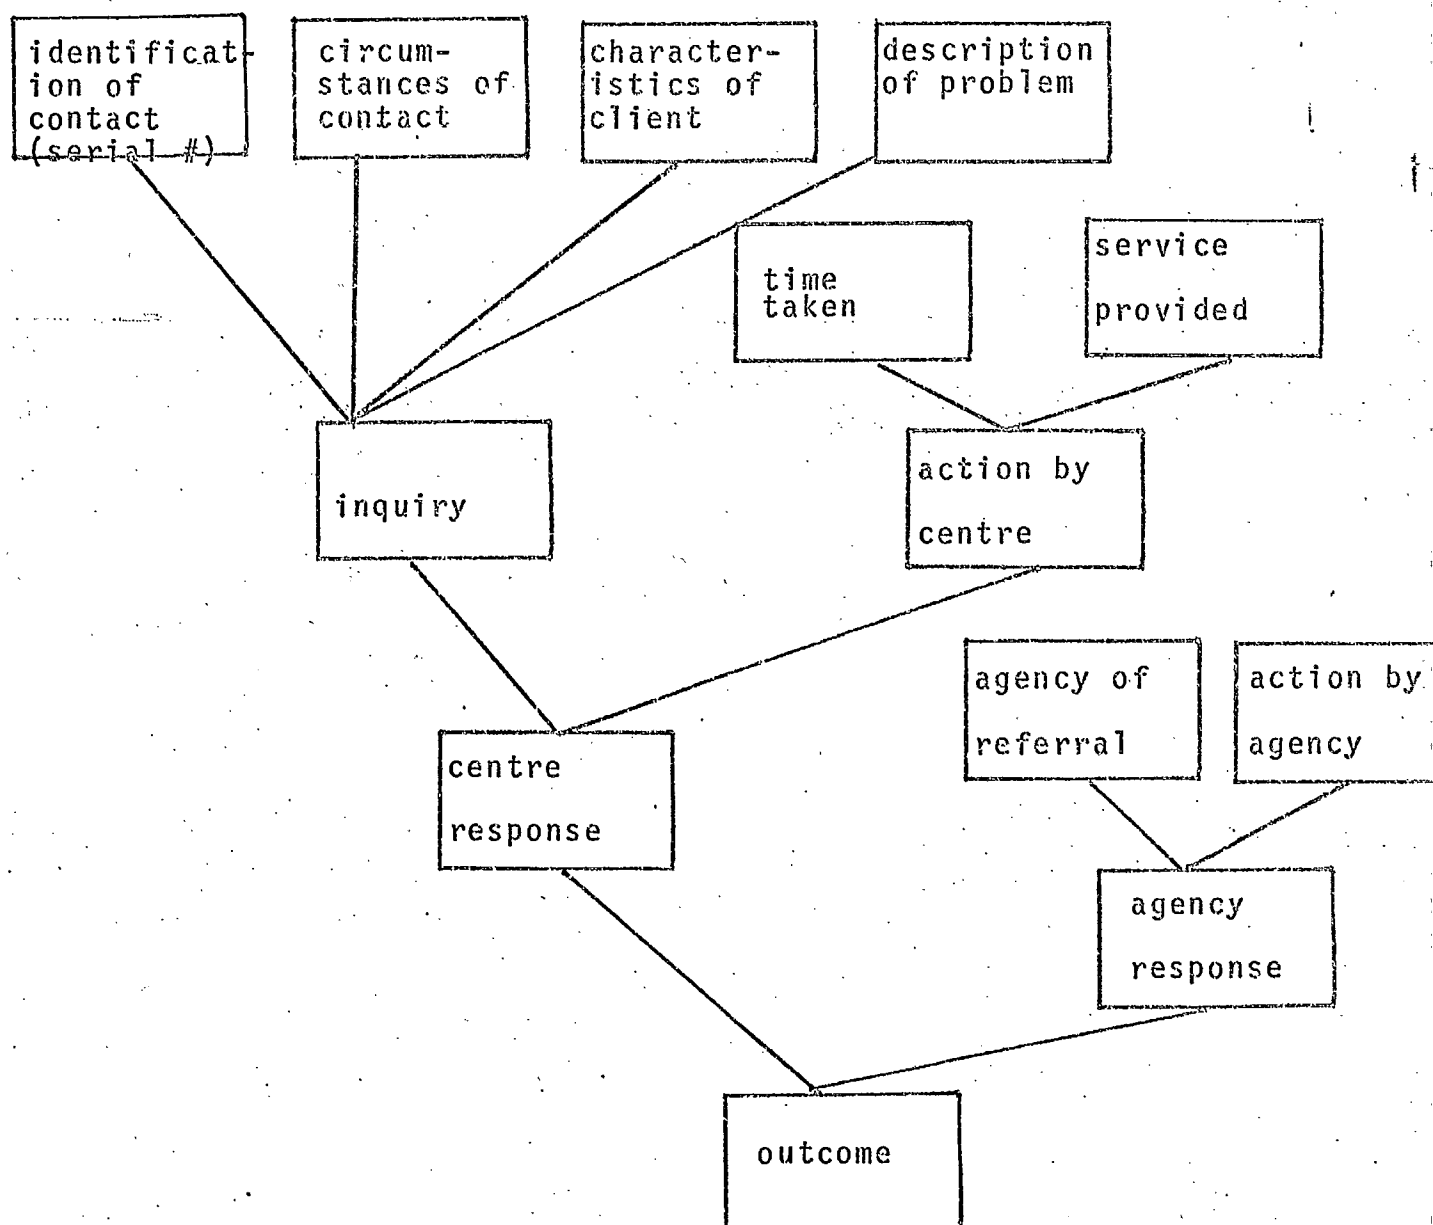 identificat-
ion of
contact
(serial #)
circum-
stances of
contact
character-
istics of
client
description
of problem
time
taken
service
provided
inquiry
action by
centre
agency of
referral
action by
agency
centre
response
agency
response
outcome